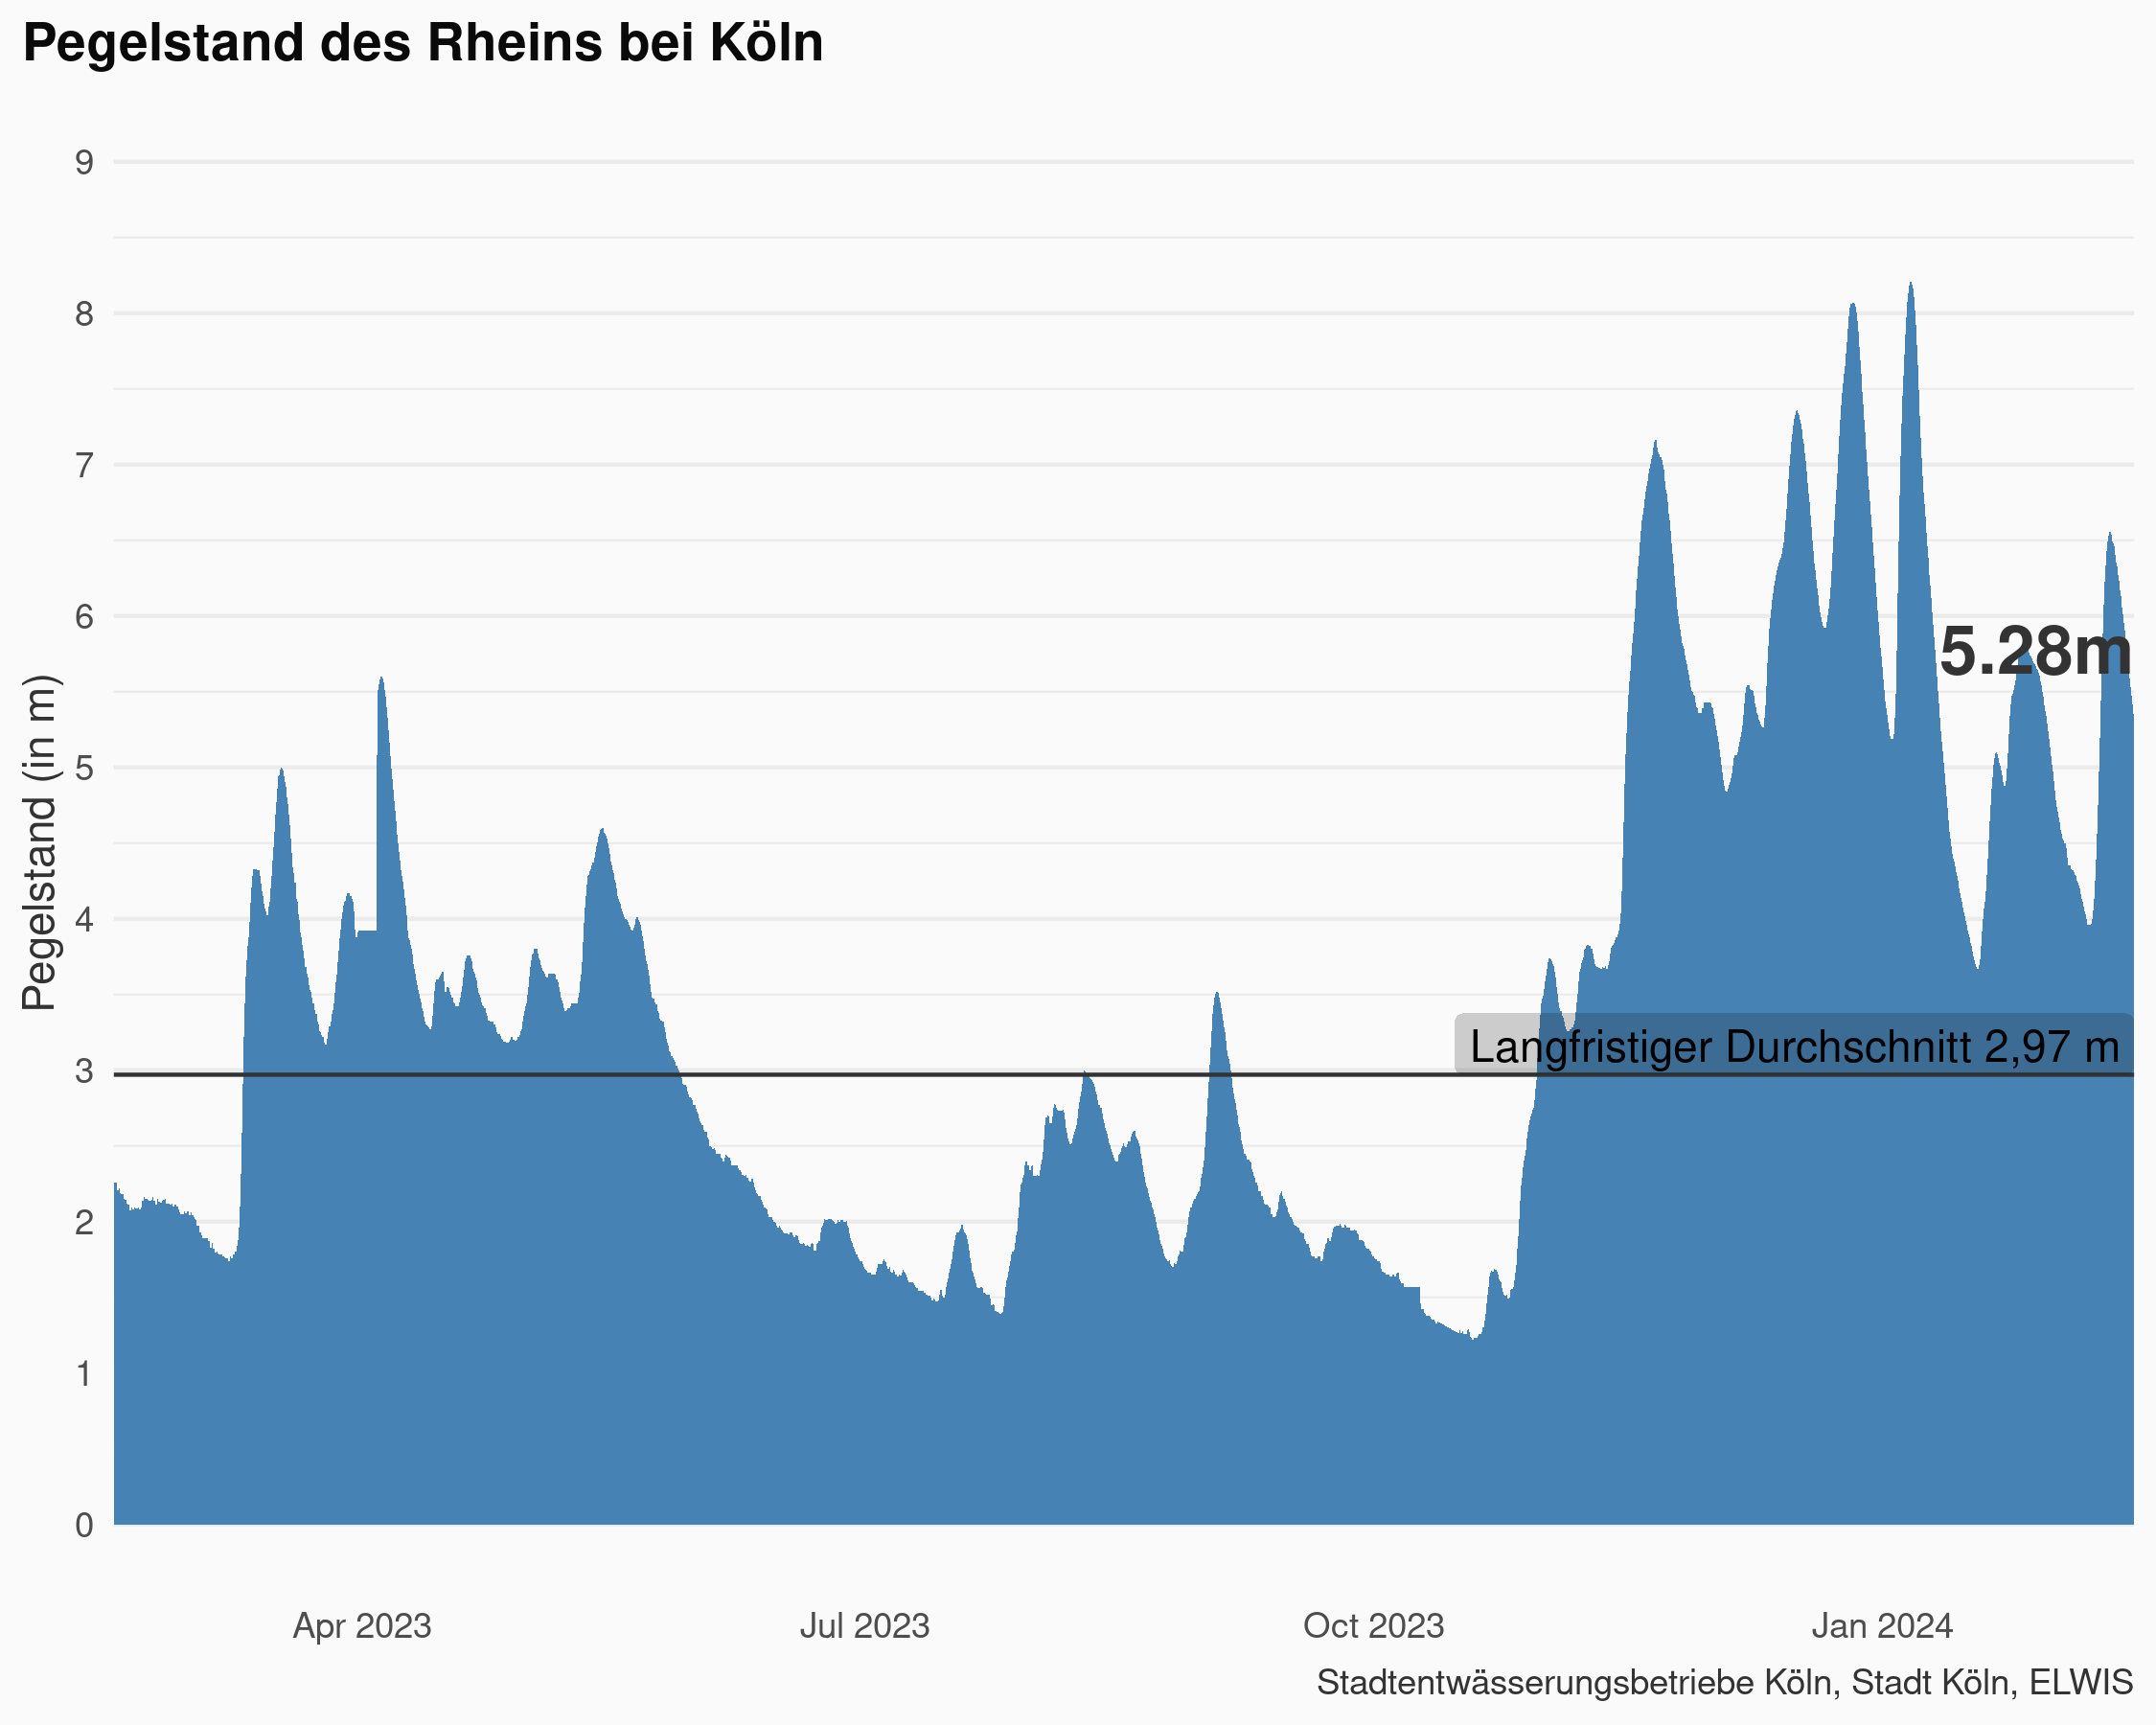 Pegelstand des Rheins bei Köln
Pegelstand (in m)
9
8
7
6
5
4
3
2
1
0
5.28m
Langfristiger Durchschnitt 2,97 m
Apr 2023
Jul 2023
Oct 2023
Jan 2024
Stadtentwässerungsbetriebe Köln, Stadt Köln, ELWIS